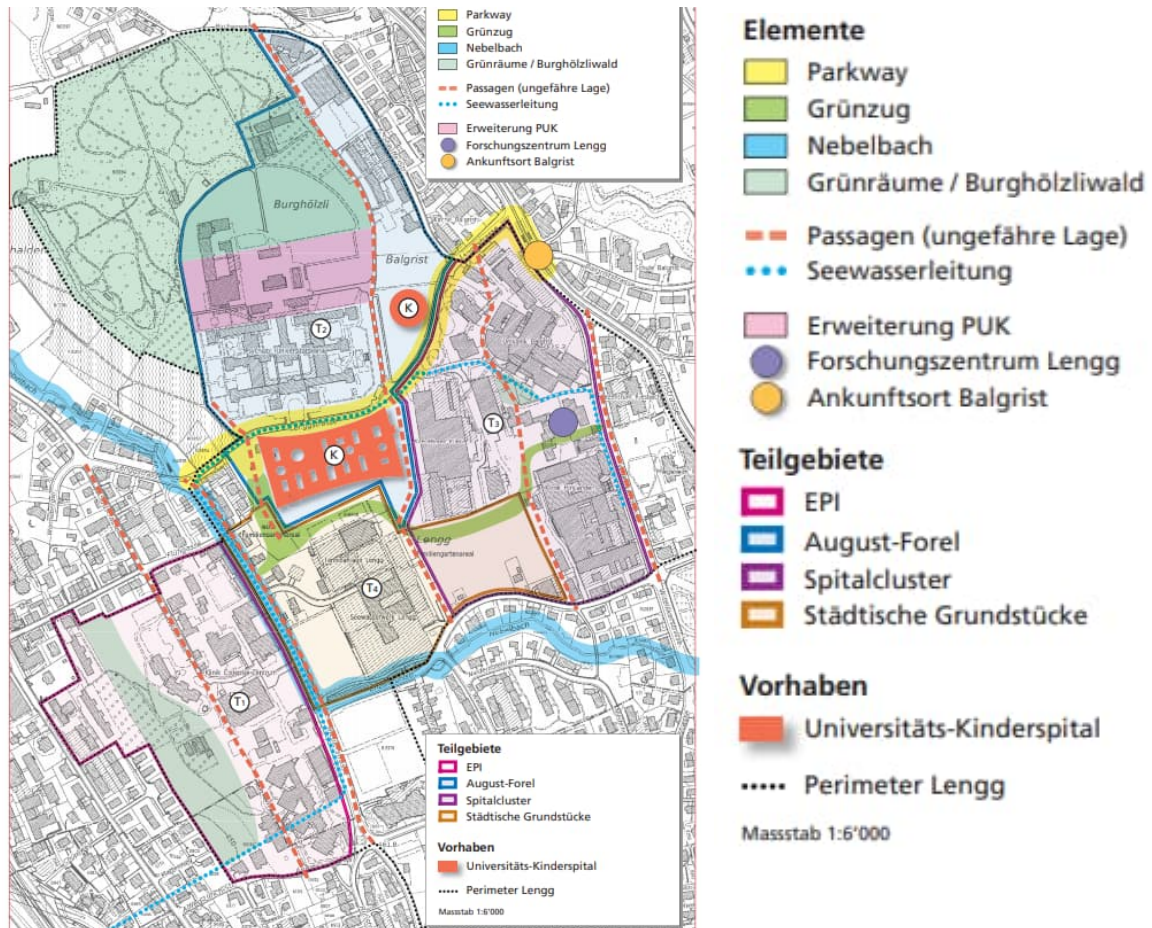 Parkway
Grünzug
Nebelbach
Grünräume / Burghölzliwald
Passagen (ungefähre Lage)
Seewasserleitung
Erweiterung PUK
Forschungszentrum Lengg
Ankunftsort Balgrist
Burghölzli
Balgrist
K
T2
T3
K
Lengg
T4
Seewasserwerk Lengg
T1
Teilgebiete
EPI
August-Forel
Spitalcluster
Städtische Grundstücke
Vorhaben
Universitäts-Kinderspital
Perimeter Lengg
Massstab 1:6'000
Elemente
Parkway
Grünzug
Nebelbach
Grünräume / Burghölzliwald
Passagen (ungefähre Lage)
Seewasserleitung
Erweiterung PUK
Forschungszentrum Lengg
Ankunftsort Balgrist
Teilgebiete
EPI
August-Forel
Spitalcluster
Städtische Grundstücke
Vorhaben
Universitäts-Kinderspital
Perimeter Lengg
Massstab 1:6'000